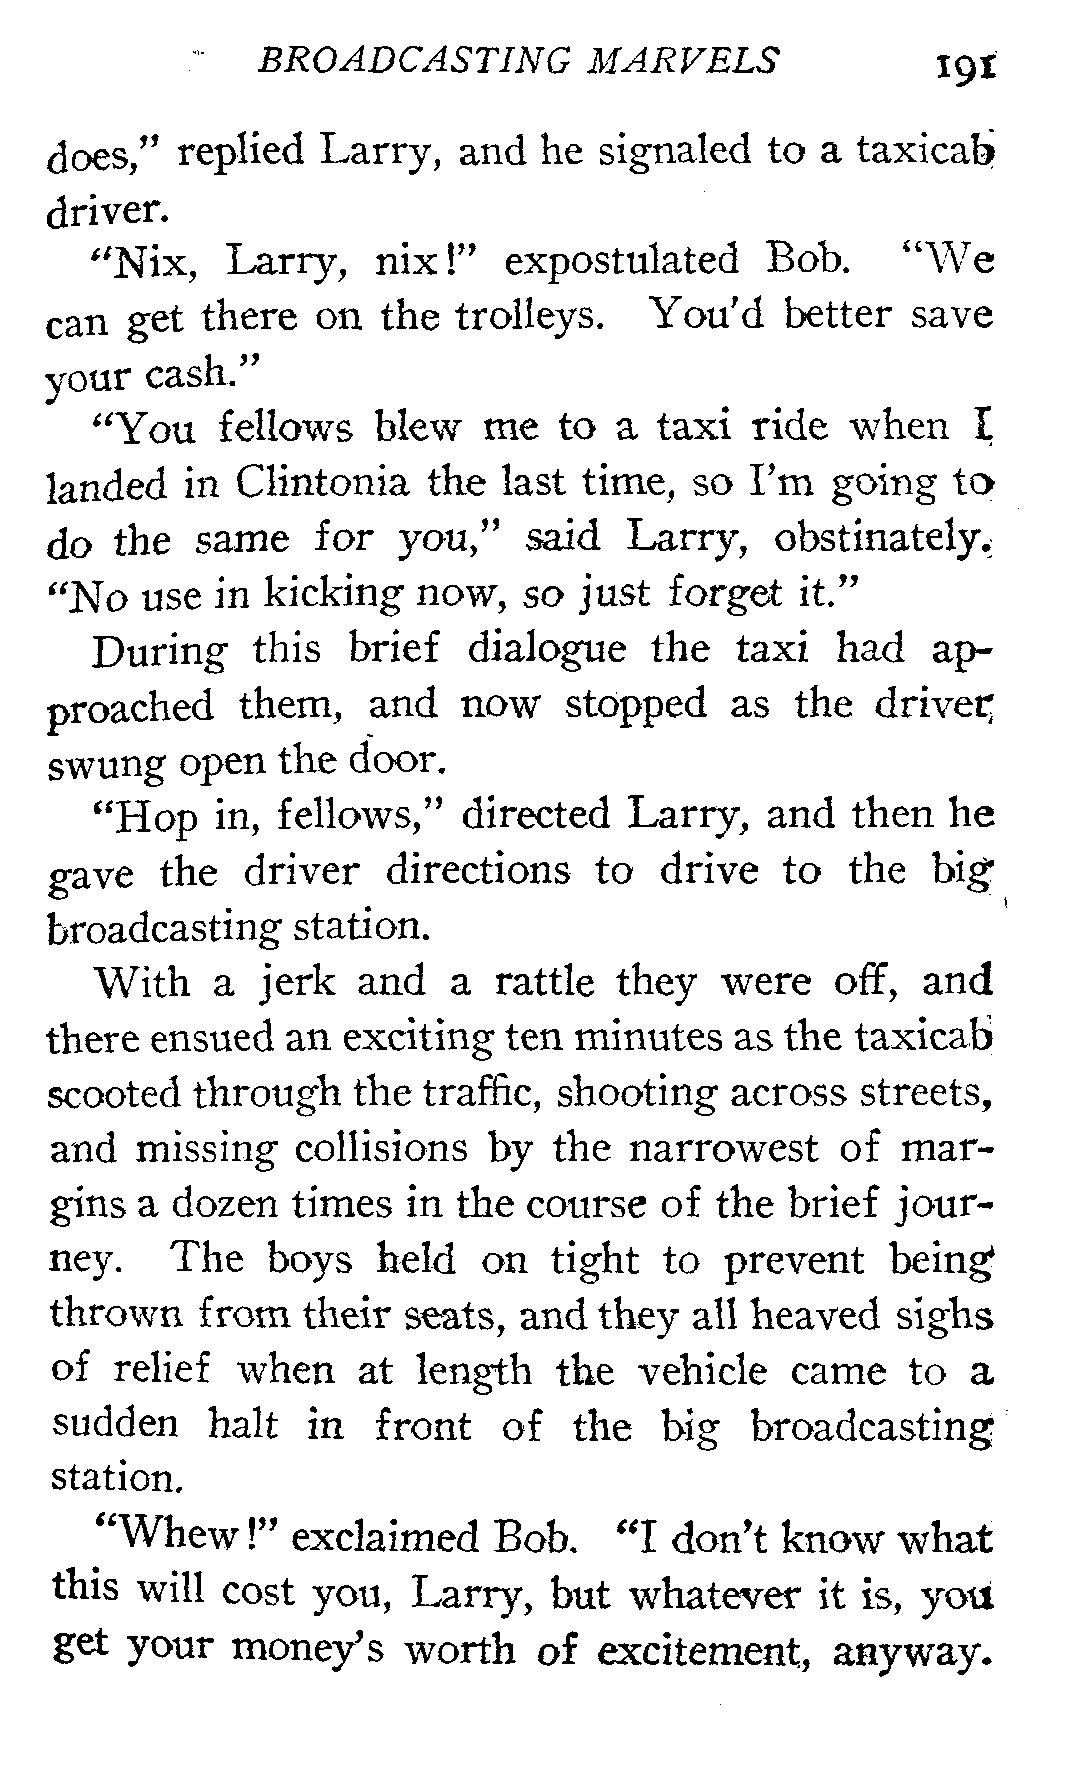 BROADCASTING MARVELS 191
does," replied Larry, and he signaled to a taxicab
driver.
"Nix, Larry, nix!" expostulated Bob. "We
can get there on the trolleys. You'd better save
your cash."
"You fellows blew me to a taxi ride when I
landed in Clintonia the last time, so I'm going to
do the same for you," said Larry, obstinately.
"No use in kicking now, so just forget it."
During this brief dialogue the taxi had ap-
proached them, and now stopped as the driver
swung open the door.
"Hop in, fellows," directed Larry, and then he
gave the driver directions to drive to the big
broadcasting station.
With a jerk and a rattle they were off, and
there ensued an exciting ten minutes as the taxicab
scooted through the traffic, shooting across streets,
and missing collisions by the narrowest of mar-
gins a dozen times in the course of the brief jour-
ney. The boys held on tight to prevent being
thrown from their seats, and they all heaved sighs
of relief when at length the vehicle came to a
sudden halt in front of the big broadcasting
station.
"Whew!" exclaimed Bob. "I don't know what
this will cost you, Larry, but whatever it is, you
get your money's worth of excitement, anyway.